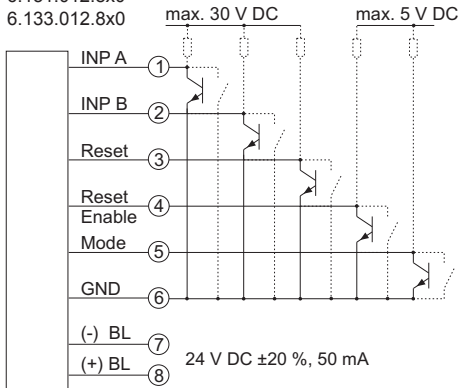 6.133.012.8x0
max. 30 V DC
max. 5 V DC
INP A
1
INP B
2
Reset
3
Reset
Enable
4
Mode
5
GND
6
(-) BL
7
(+) BL
8
24 V DC ±20 %, 50 mA